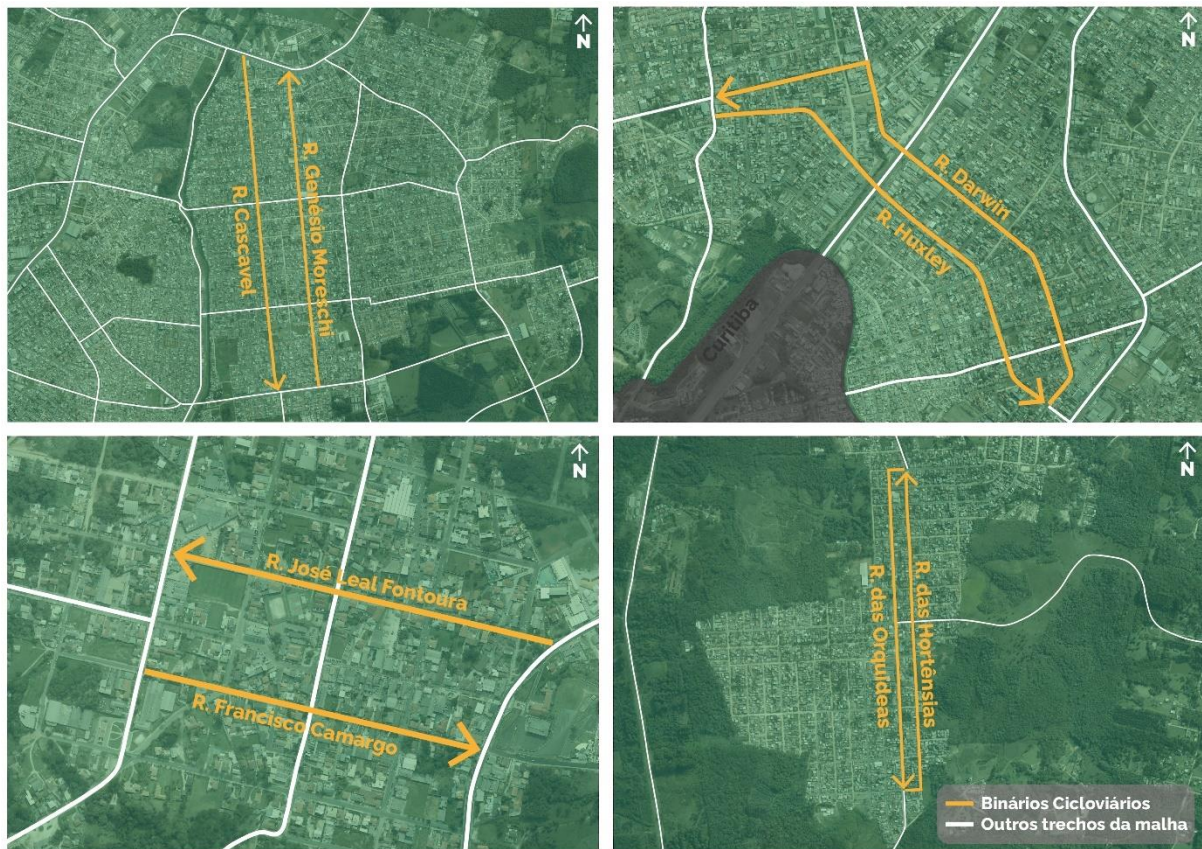 N
R. Genésio Moreschi
R. Cascavel
N
R. Darwin
R. Huxley
Curitiba
N
R. José Leal Fontoura
R. Francisco Camargo
N
R. das Hortênsias
R. das Orquídeas
Binários Cicloviários
Outros trechos da malha